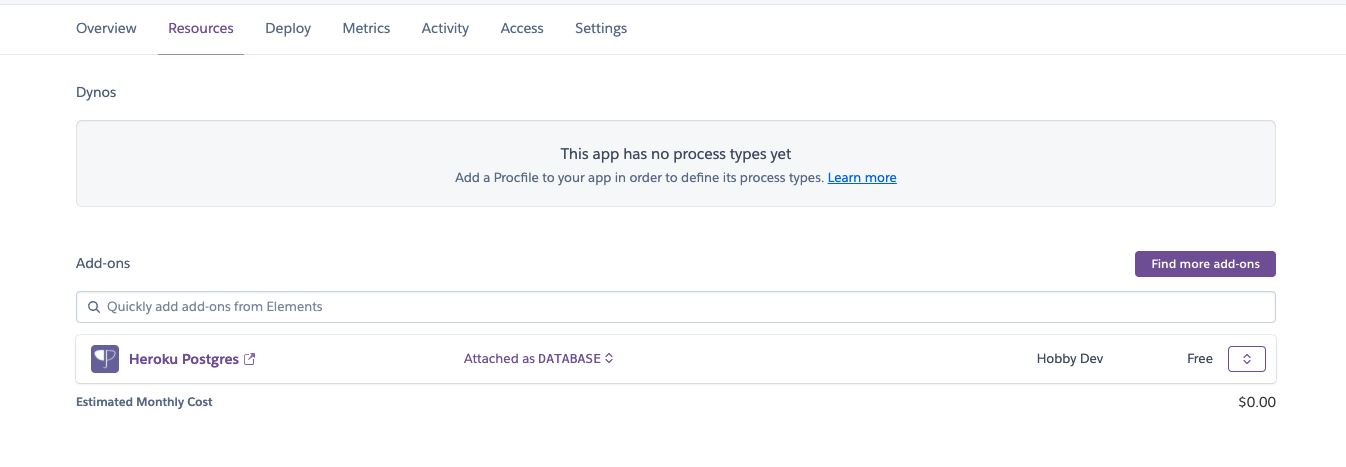 Overview Resources Deploy Metrics Activity Access Settings
Dynos
This app has no process types yet
Add a Procfile to your app in order to define its process types. Learn more
Add-ons
Find more add-ons
Quickly add add-ons from Elements
Heroku Postgres Attached as DATABASE Hobby Dev Free
Estimated Monthly Cost $0.00